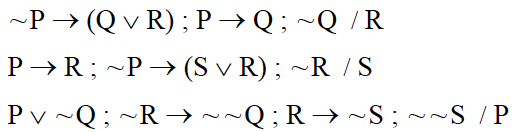 ~P → (Q ∨ R) ; P → Q ; ~Q / R
P → R ; ~P → (S ∨ R) ; ~R / S
P ∨ ~Q ; ~R → ~~Q ; R → ~S ; ~~S / P